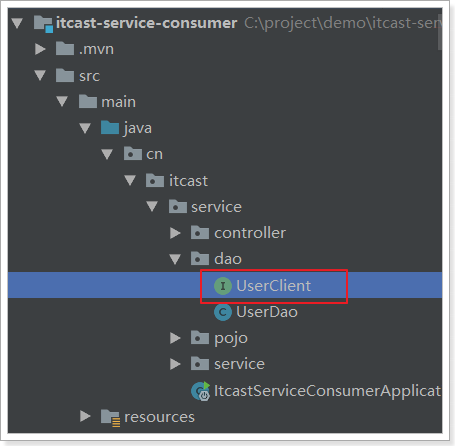 itcast-service-consumer C:\project\demo\itcast-ser
.mvn
src
main
java
cn
itcast
service
controller
dao
UserClient
UserDao
pojo
service
ItcastServiceConsumerApplicat
resources